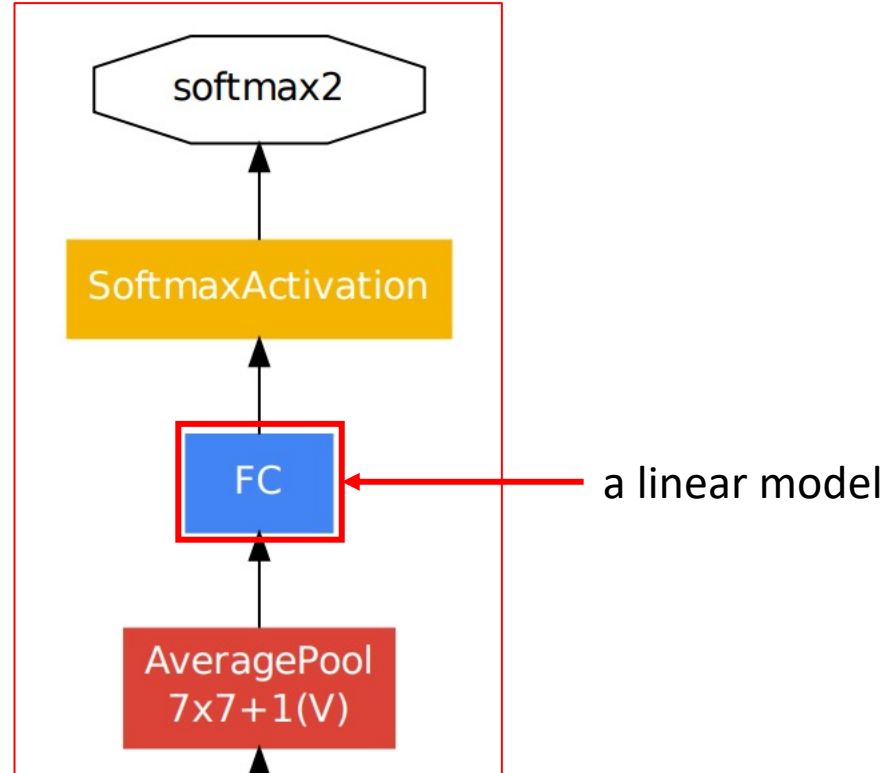 softmax2
SoftmaxActivation
FC
a linear model
AveragePool
7x7+1(V)